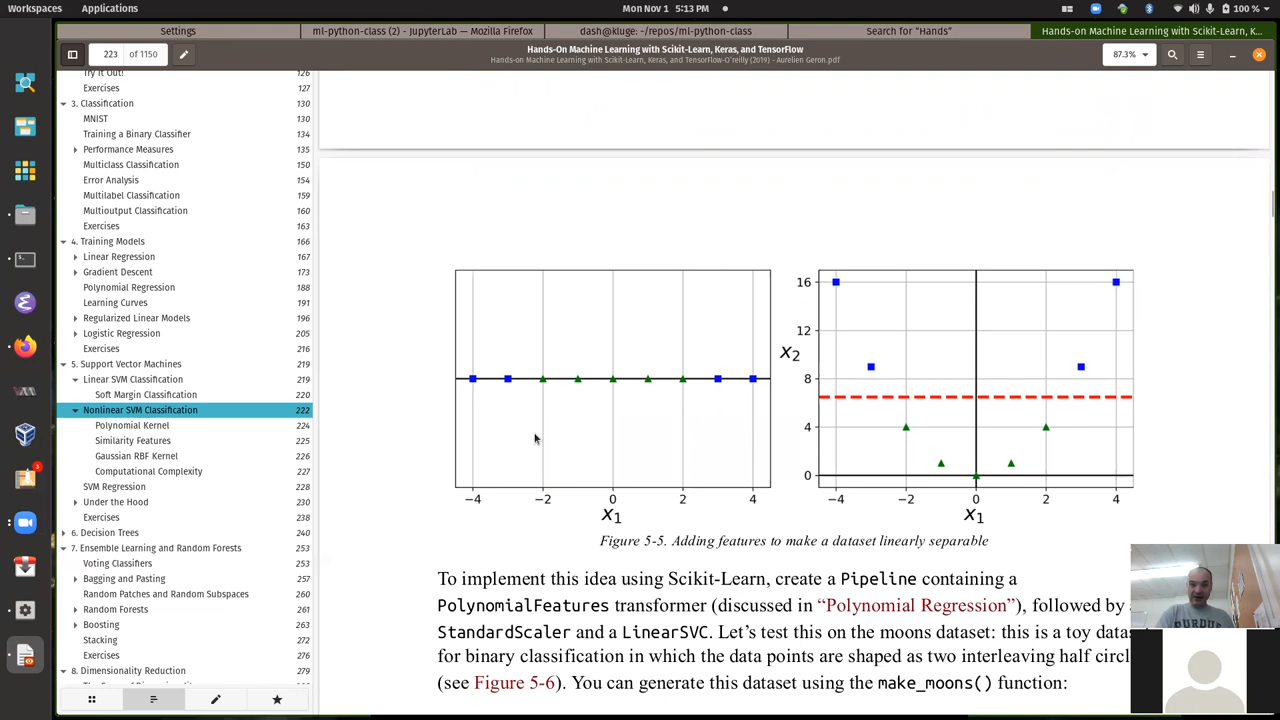 Mon Nov 1 5:13 PM
100 %
Settings
ml-python-class (2) - JupyterLab — Mozilla Firefox
dash@kluge: ~/repos/ml-python-class
Search for "Hands"
Hands-On Machine Learning with Scikit-Learn, K...
223 of 1150
Hands-On Machine Learning with Scikit-Learn, Keras, and TensorFlow
Hands-on Machine Learning with Scikit-Learn, Keras, and TensorFlow-O'reilly (2019) - Aurelien Geron.pdf
87.3%
Try It Out! 126
Exercises 127
3. Classification 130
MNIST 130
Training a Binary Classifier 134
Performance Measures 135
Multiclass Classification 150
Error Analysis 154
Multilabel Classification 159
Multioutput Classification 160
Exercises 163
4. Training Models 166
Linear Regression 167
Gradient Descent 173
Polynomial Regression 188
Learning Curves 191
Regularized Linear Models 196
Logistic Regression 205
Exercises 216
5. Support Vector Machines 219
Linear SVM Classification 219
Soft Margin Classification 220
Nonlinear SVM Classification 222
Polynomial Kernel 224
Similarity Features 225
Gaussian RBF Kernel 226
Computational Complexity 227
SVM Regression 228
Under the Hood 230
Exercises 238
6. Decision Trees 240
7. Ensemble Learning and Random Forests 253
Voting Classifiers 253
Bagging and Pasting 257
Random Patches and Random Subspaces 260
Random Forests 261
Boosting 263
Stacking 272
Exercises 276
8. Dimensionality Reduction 279
3
−4 −2 0 2 4
x1
16
12
x2
8
4
0
−4 −2 0 2 4
x1
Figure 5-5. Adding features to make a dataset linearly separable
To implement this idea using Scikit-Learn, create a Pipeline containing a
PolynomialFeatures transformer (discussed in “Polynomial Regression”), followed by
StandardScaler and a LinearSVC. Let’s test this on the moons dataset: this is a toy
for binary classification in which the data points are shaped as two interleaving half
(see Figure 5-6). You can generate this dataset using the make_moons() function:
PURDUE